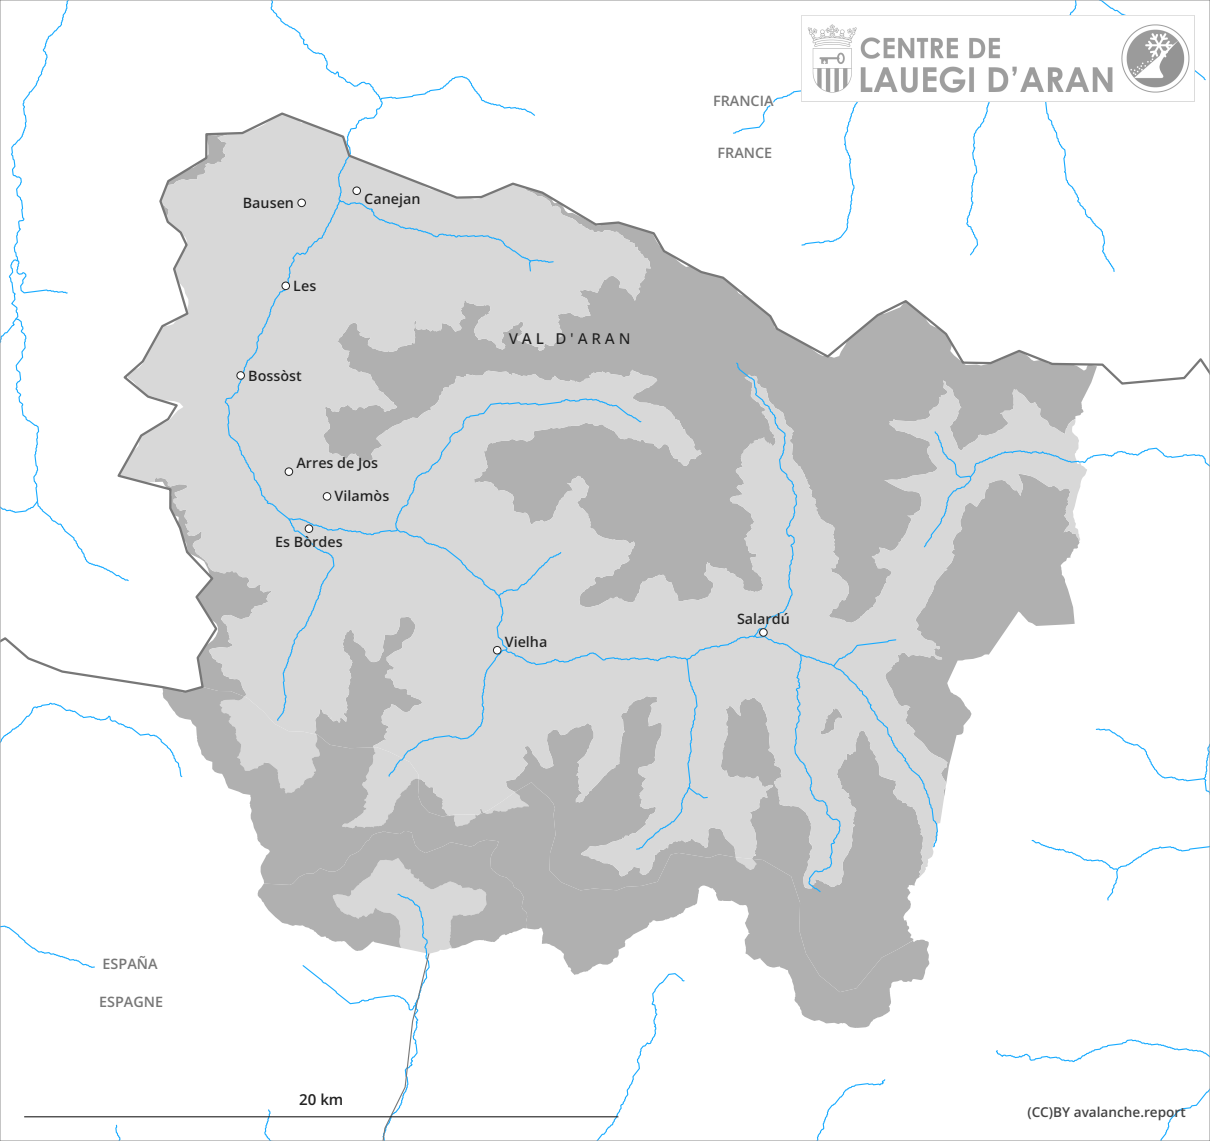 CENTRE DE
LAUEGI D'ARAN
FRANCIA
FRANCE
Bausen
Canejan
Les
VAL D'ARAN
Bossòst
Arres de Jos
Vilamòs
Es Bòrdes
Salardú
Vielha
ESPAÑA
ESPAGNE
20 km
(CC)BY avalanche.report